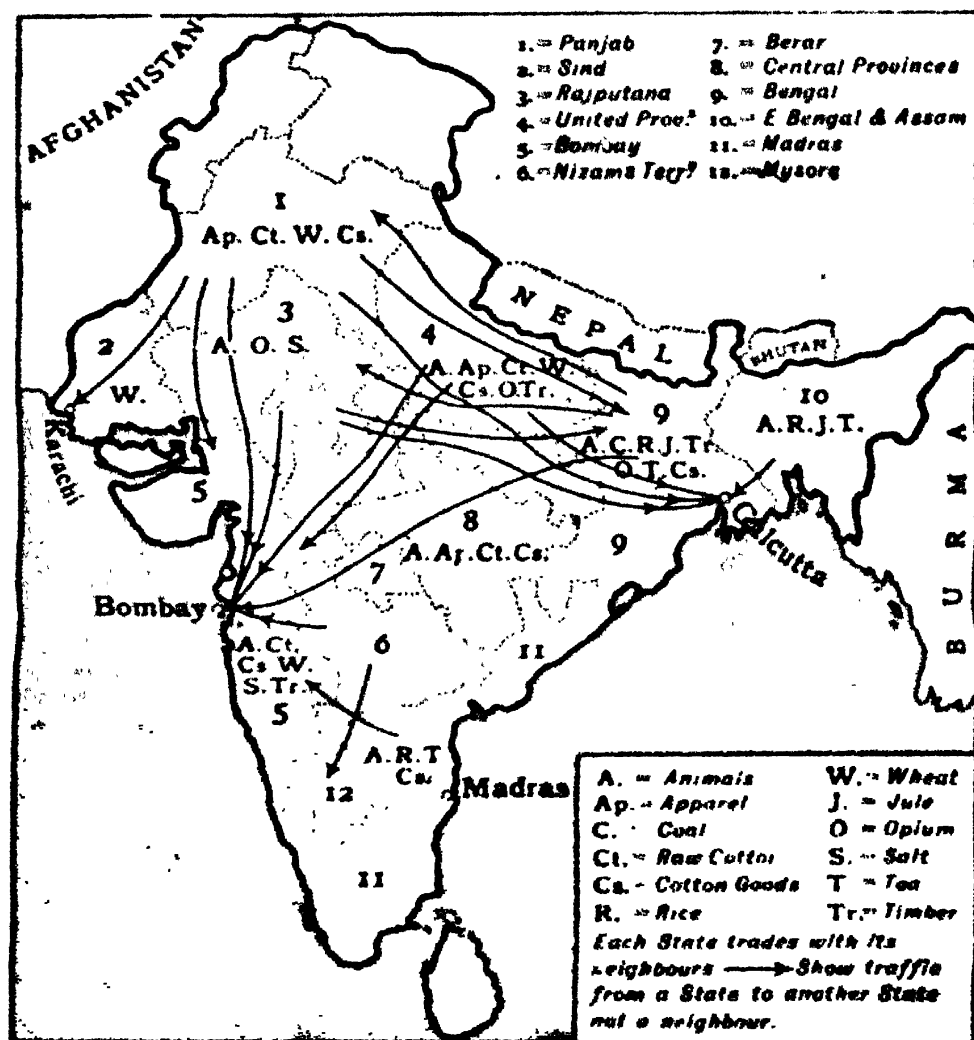 AFGHANISTAN
1. = Panjab
2. = Sind
3. = Rajputana
4. = United Prov.s
5. = Bombay
6. = Nizams Terry
7. = Berar
8. = Central Provinces
9. = Bengal
10. = E Bengal & Assam
11. = Madras
12. = Mysore
1
Ap. Ct. W. Cs.
NEPAL
BHUTAN
2
W.
Karachi
3
A. O. S.
4
A. Ap. Ct. W.
Cs. O. Tr.
9
A. C. R. J. Tr.
O. T. Cs.
10
A. R. J. T.
BURMA
Calcutta
5
8
A. Ap. Ct. Cs.
9
7
Bombay
A. Ct.
Cs W.
S. Tr.
5
6
11
A. R. T
Cs.
12
Madras
11
A. = Animals
Ap. = Apparel
C. Coal
Ct. = Raw Cotton
Cs. - Cotton Goods
R. = Rice
W. = Wheat
J. = Jute
O = Opium
S. = Salt
T = Tea
Tr. = Timber
Each State trades with its
neighbours Show traffic
from a State to another State
not a neighbour.